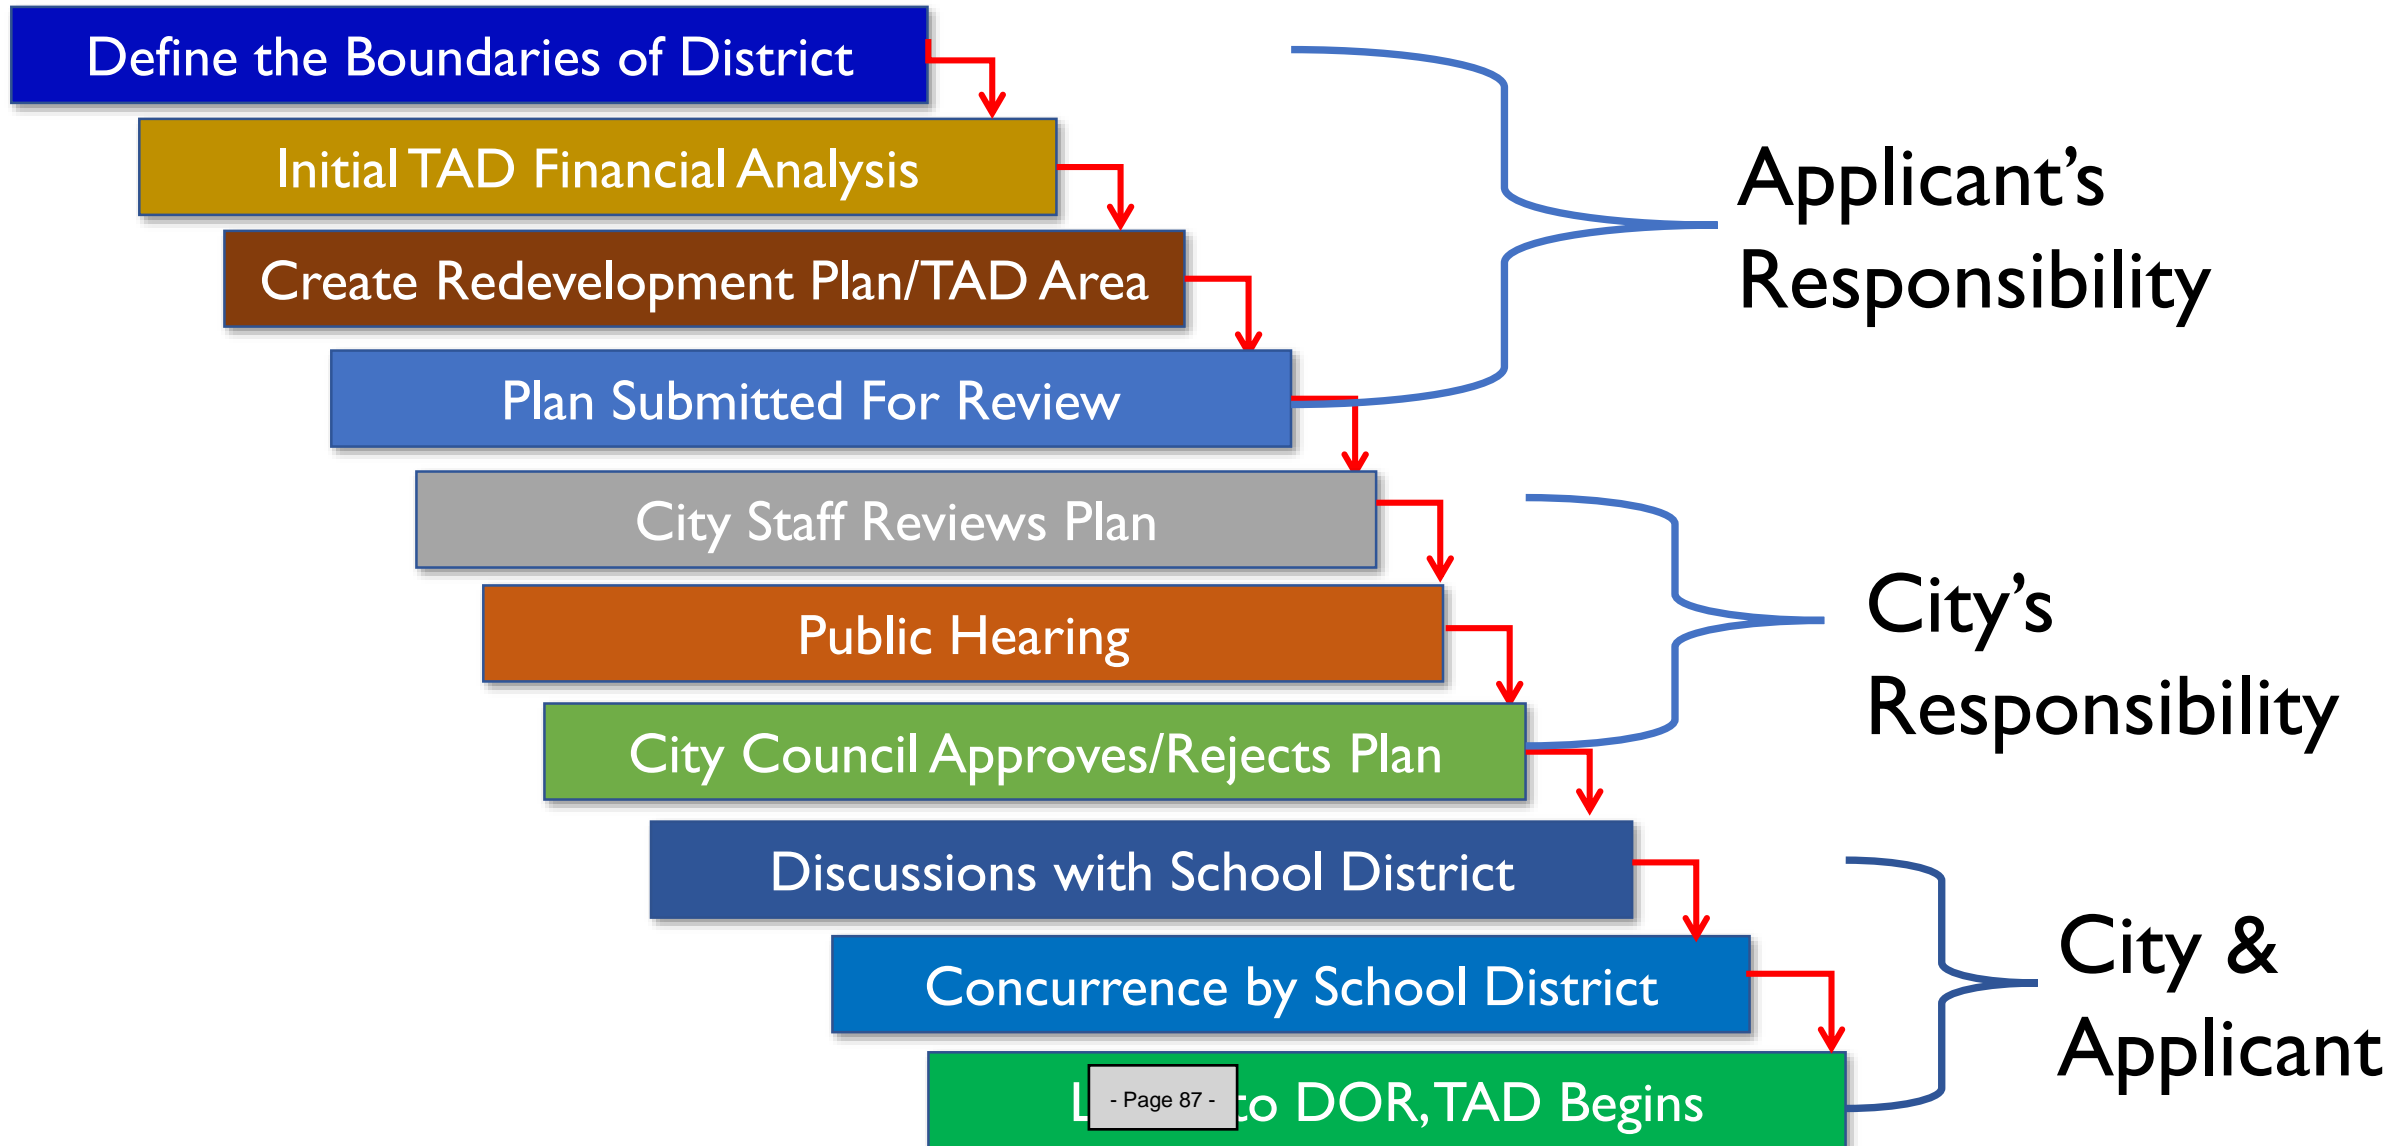 Define the Boundaries of District
Initial TAD Financial Analysis
Create Redevelopment Plan/TAD Area
Plan Submitted For Review
Applicant’s
Responsibility
City Staff Reviews Plan
Public Hearing
City Council Approves/Rejects Plan
City’s
Responsibility
Discussions with School District
Concurrence by School District
to DOR, TAD Begins
City &
Applicant
- Page 87 -